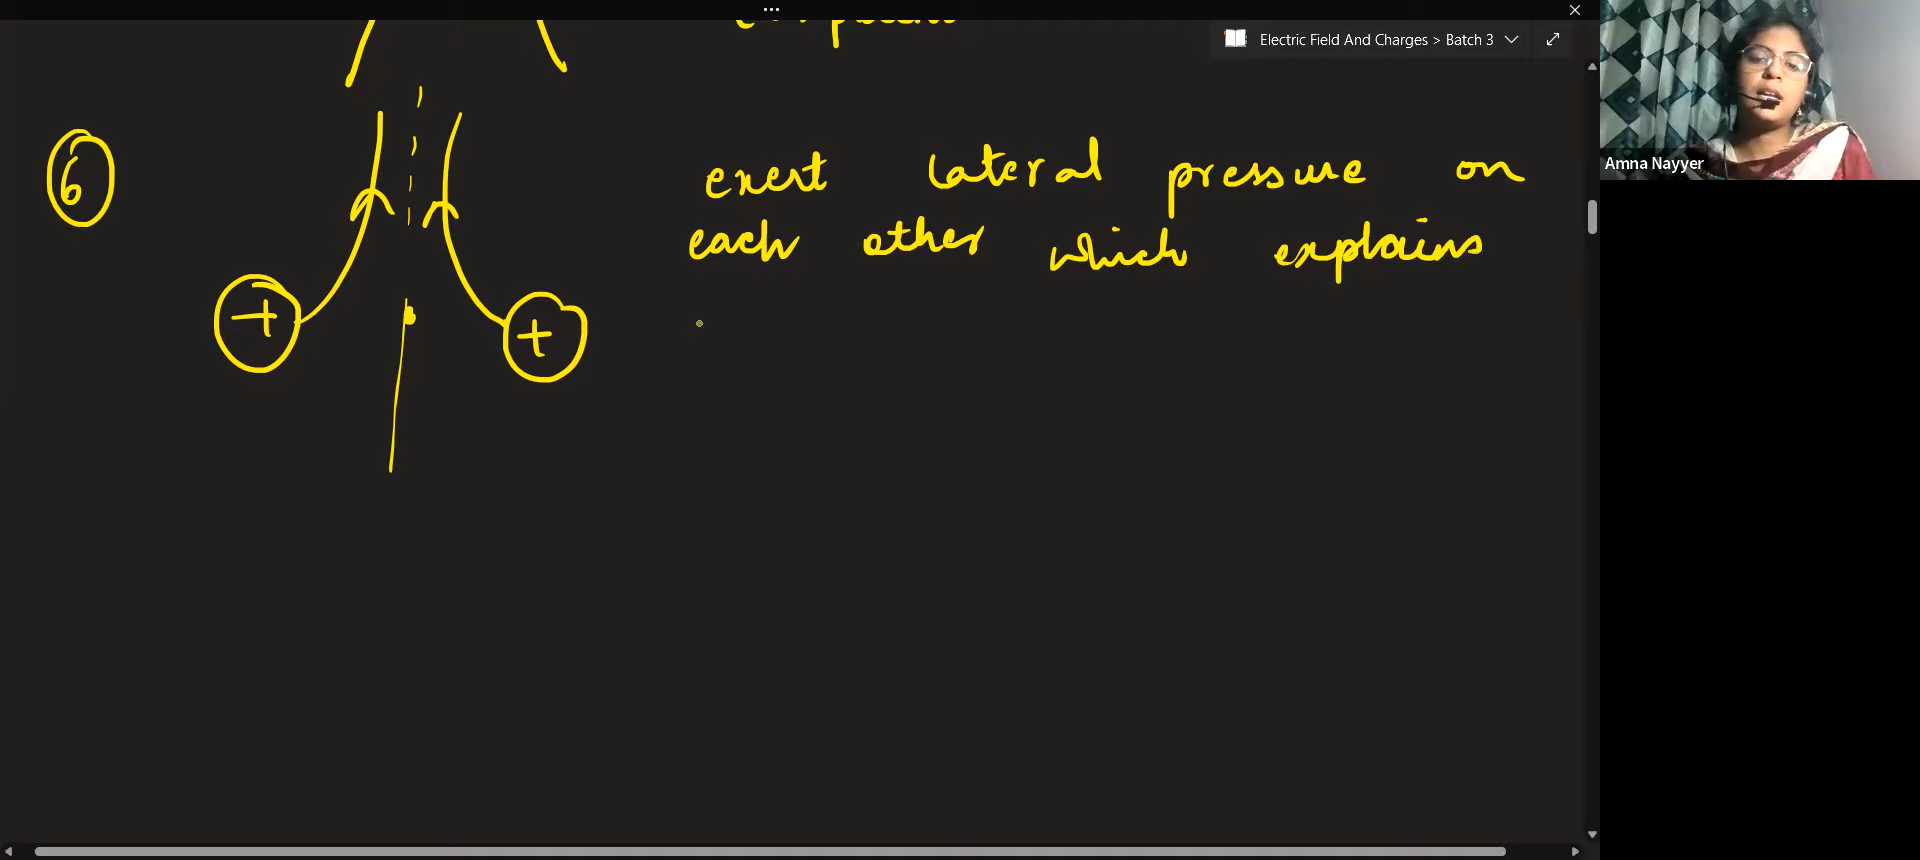 Electric Field And Charges > Batch 3
Amna Nayyer
6
exert lateral pressure on
each other which explains
+ +